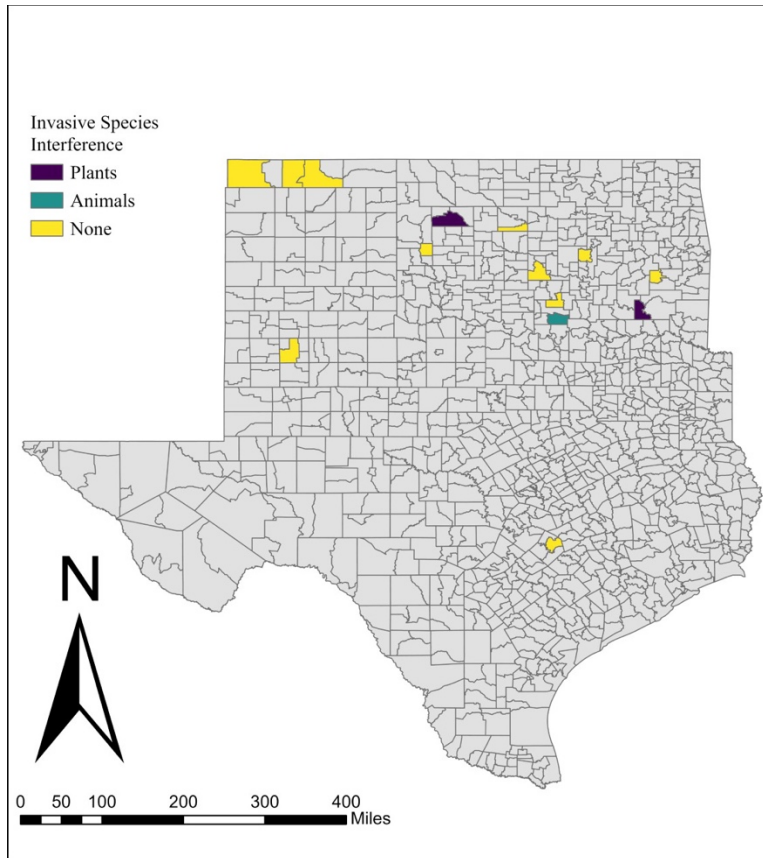 Invasive Species
Interference
Plants
Animals
None
N
0 50 100 200 300 400
Miles